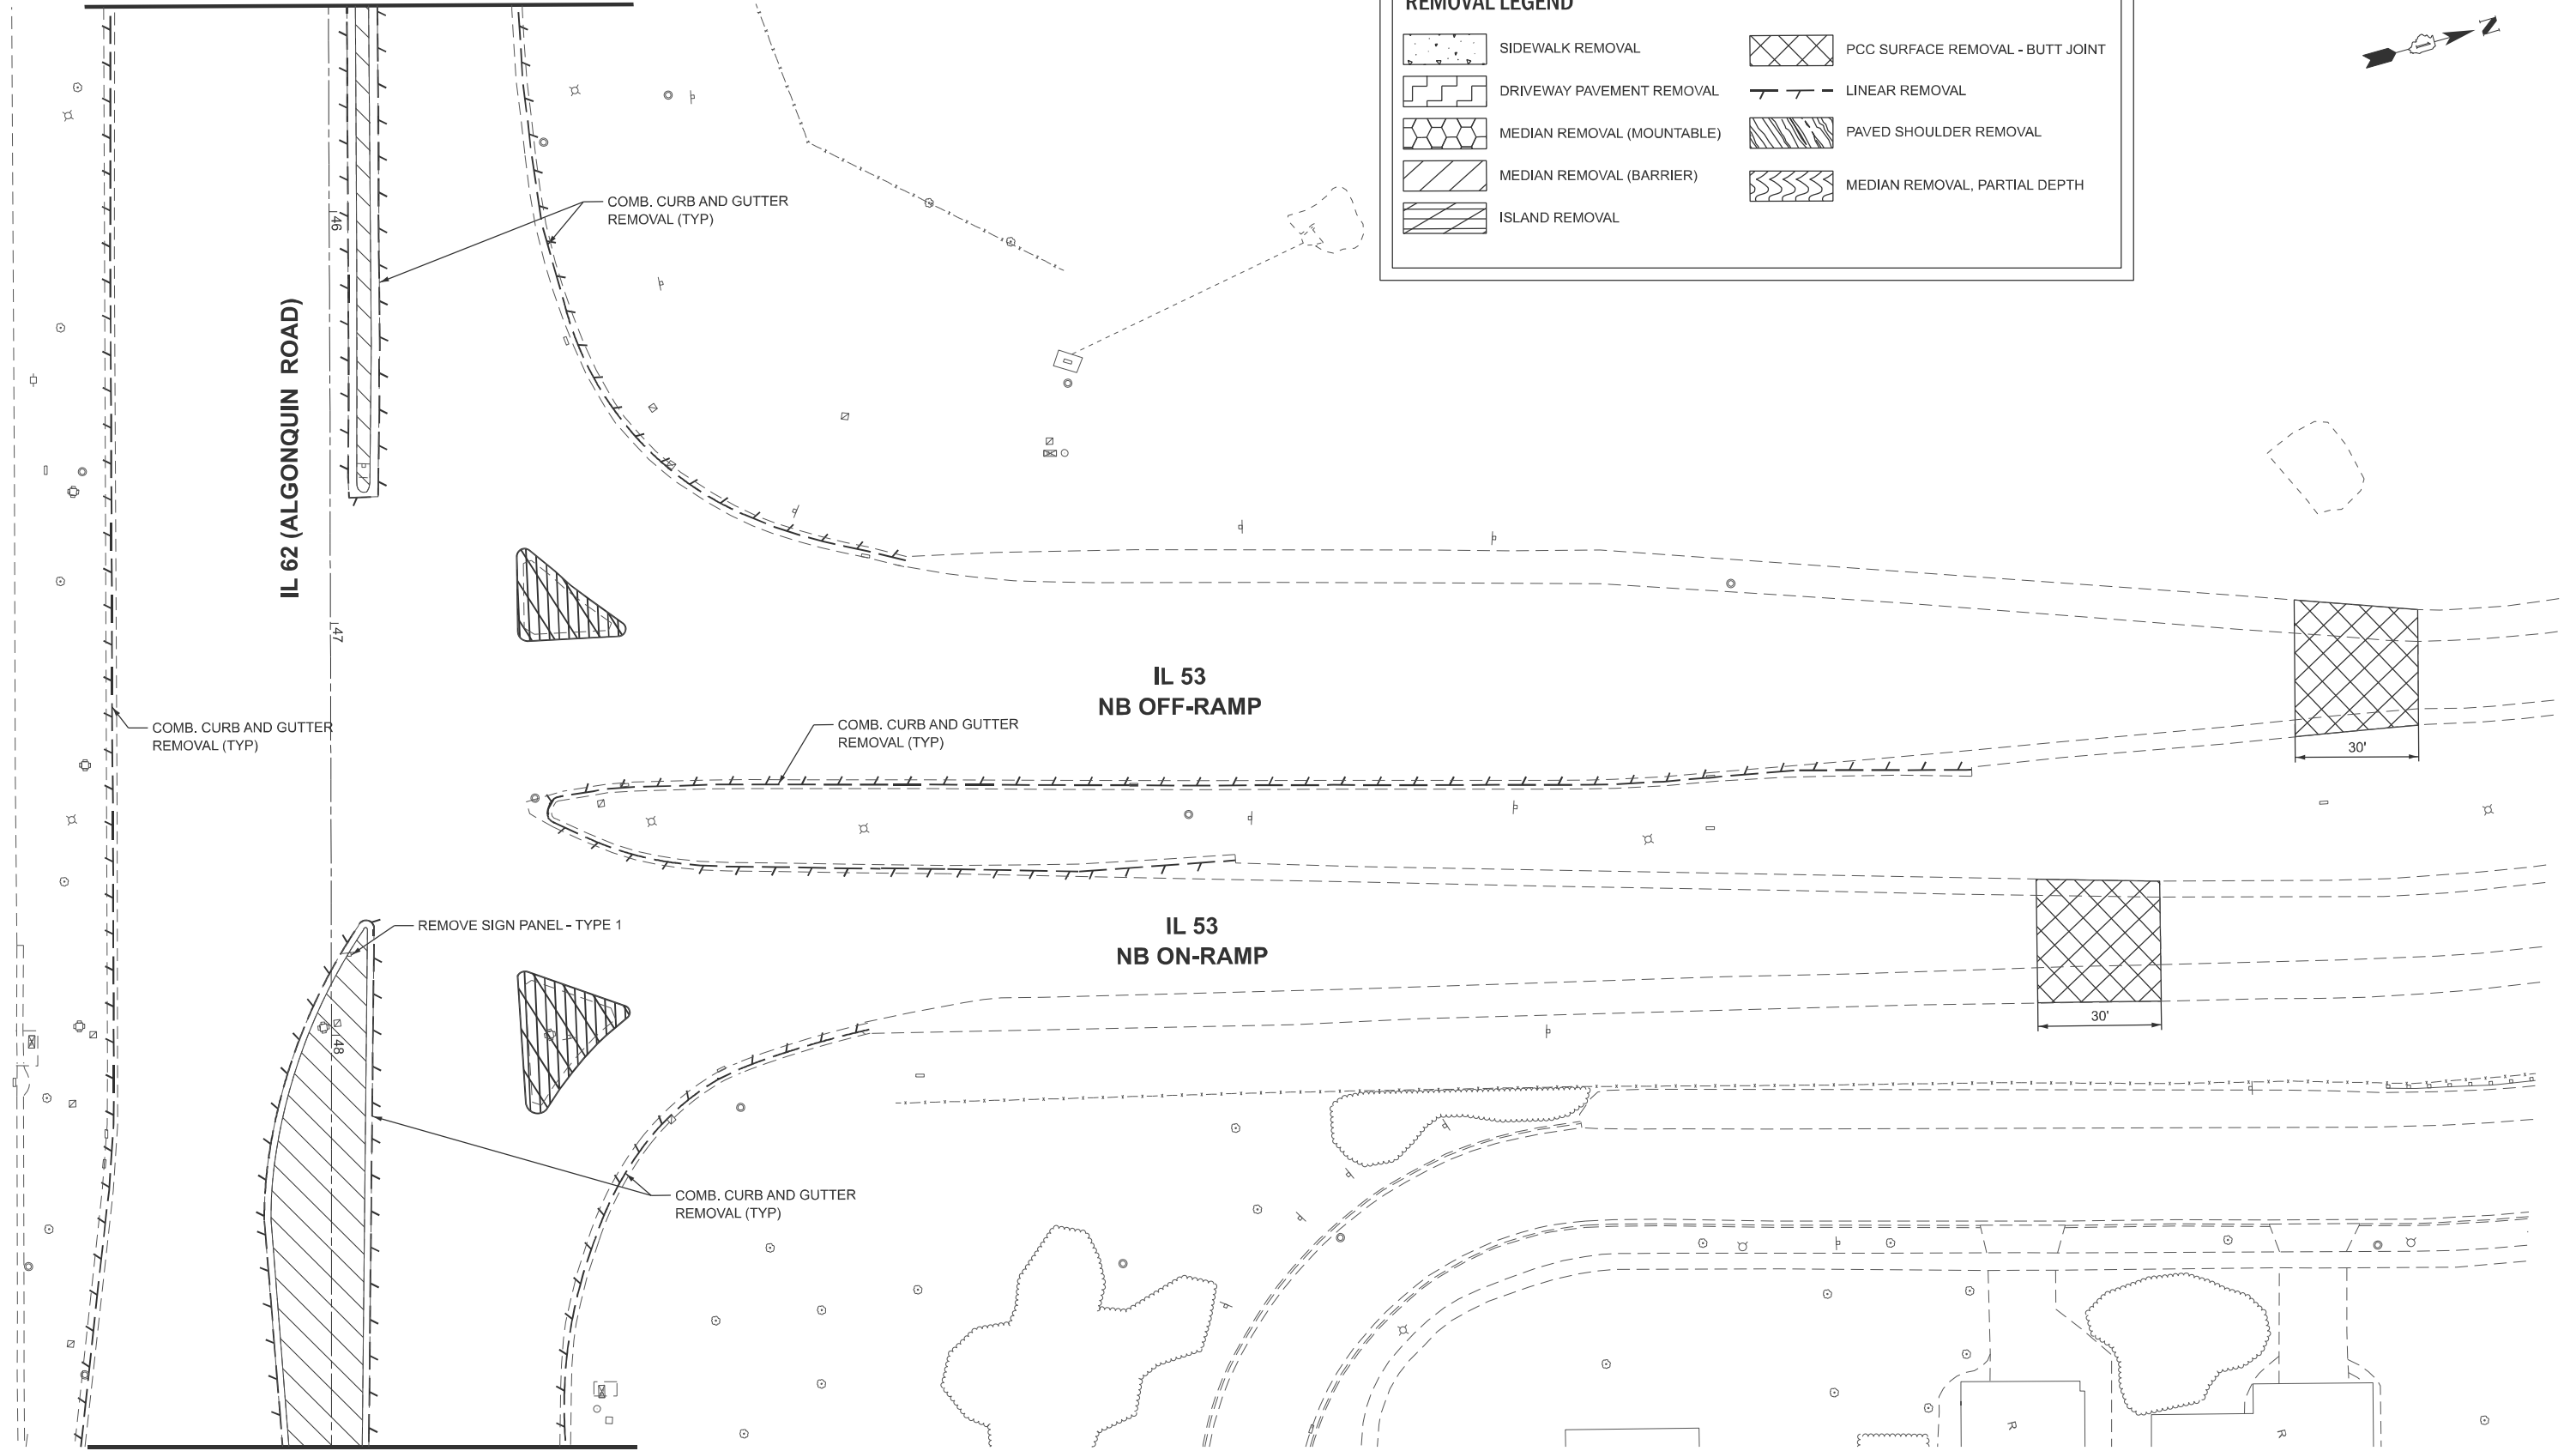 REMOVAL LEGEND
SIDEWALK REMOVAL
DRIVEWAY PAVEMENT REMOVAL
MEDIAN REMOVAL (MOUNTABLE)
MEDIAN REMOVAL (BARRIER)
ISLAND REMOVAL
PCC SURFACE REMOVAL - BUTT JOINT
LINEAR REMOVAL
PAVED SHOULDER REMOVAL
MEDIAN REMOVAL, PARTIAL DEPTH
N
COMB. CURB AND GUTTER
REMOVAL (TYP)
46
IL 62 (ALGONQUIN ROAD)
47
IL 53
NB OFF-RAMP
COMB. CURB AND GUTTER
REMOVAL (TYP)
COMB. CURB AND GUTTER
REMOVAL (TYP)
30'
REMOVE SIGN PANEL - TYPE 1
IL 53
NB ON-RAMP
30'
48
COMB. CURB AND GUTTER
REMOVAL (TYP)
R
R